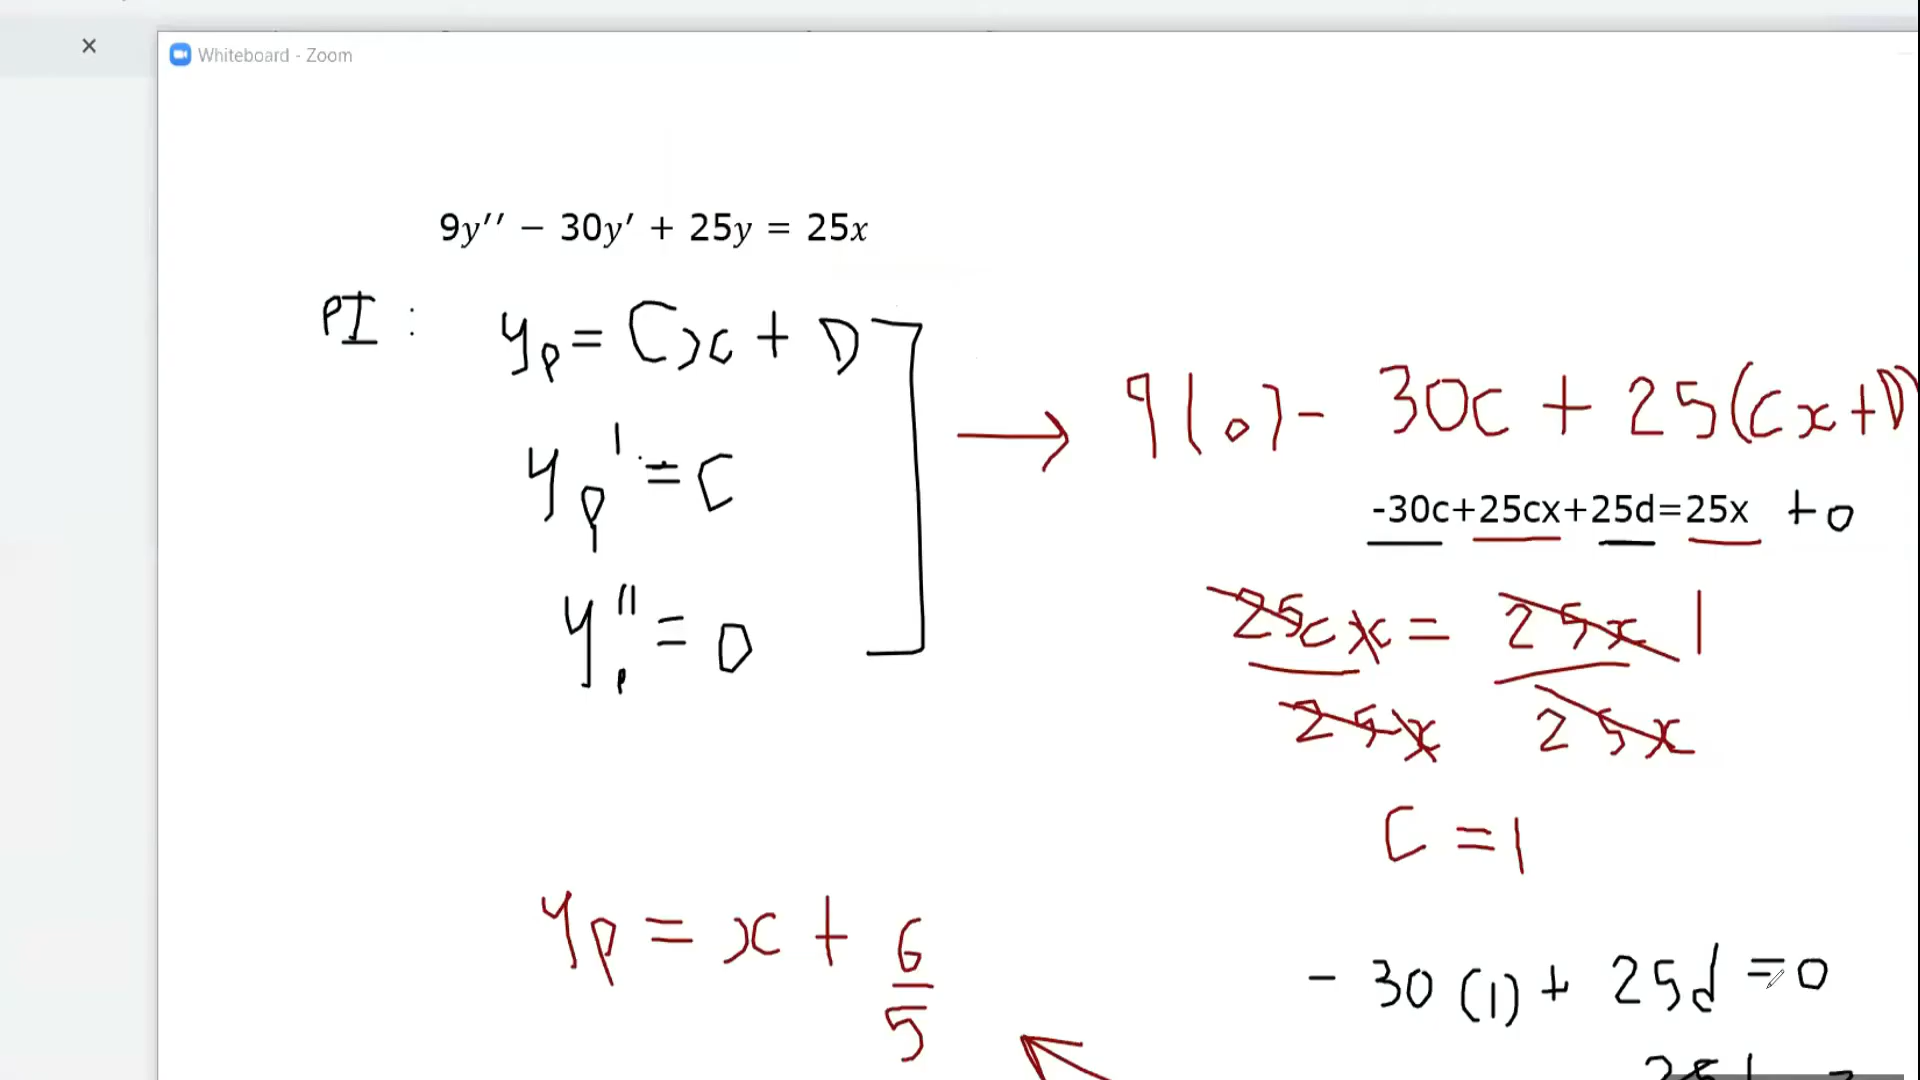 Whiteboard - Zoom
9y′′ − 30y′ + 25y = 25x
PI : yp = Cx + D
yp' = C
yp'' = 0
9(0) - 30c + 25(cx+D)
-30c+25cx+25d=25x +0
25cx = 25x 1
25x 25x
C = 1
yp = x + 6/5
- 30(1) + 25d = 0